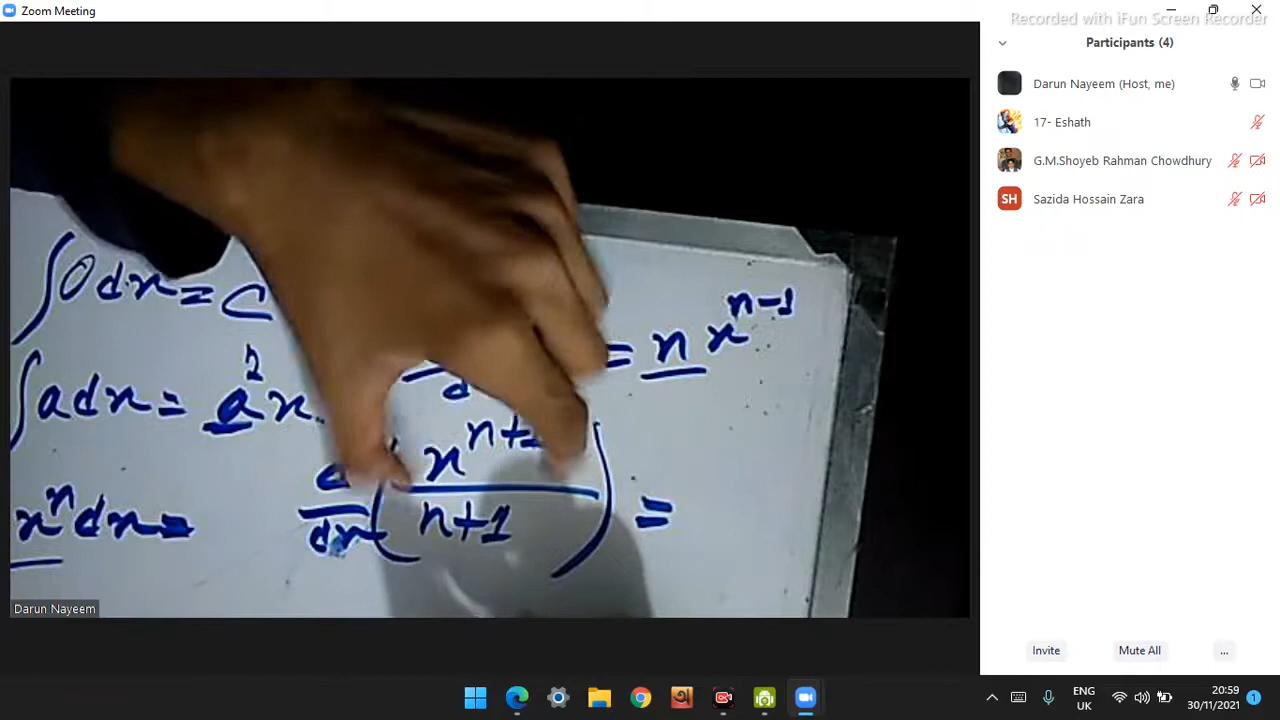 Zoom Meeting
Recorded with iFun Screen Recorder
Participants (4)
Darun Nayeem (Host, me)
17- Eshath
G.M.Shoyeb Rahman Chowdhury
SH Sazida Hossain Zara
∫0dx = C
= n x^(n-1)
∫adx = a x
x^n dx = d/dx (x^(n+1)/(n+1)) =
Darun Nayeem
Invite Mute All ...
ENG
UK
20:59
30/11/2021
1